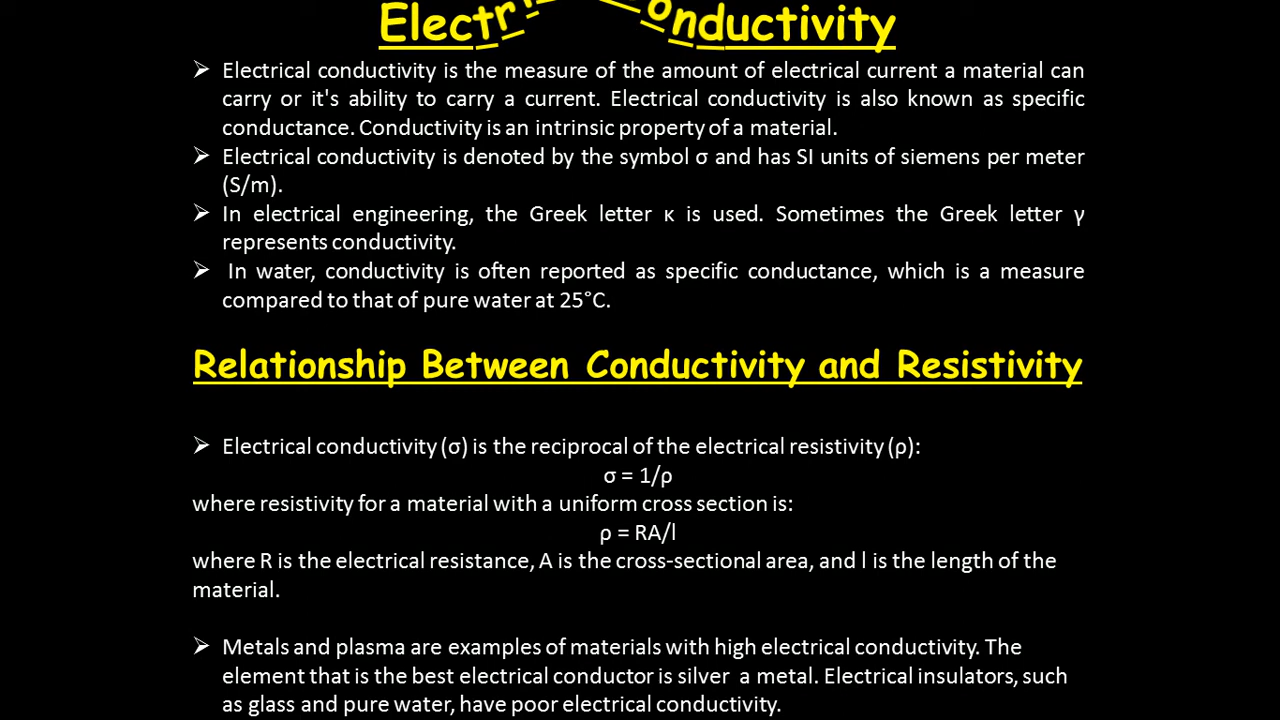 Electr onductivity
➢ Electrical conductivity is the measure of the amount of electrical current a material can
carry or it's ability to carry a current. Electrical conductivity is also known as specific
conductance. Conductivity is an intrinsic property of a material.
➢ Electrical conductivity is denoted by the symbol σ and has SI units of siemens per meter
(S/m).
➢ In electrical engineering, the Greek letter κ is used. Sometimes the Greek letter γ
represents conductivity.
➢ In water, conductivity is often reported as specific conductance, which is a measure
compared to that of pure water at 25°C.
Relationship Between Conductivity and Resistivity
➢ Electrical conductivity (σ) is the reciprocal of the electrical resistivity (ρ):
σ = 1/ρ
where resistivity for a material with a uniform cross section is:
ρ = RA/l
where R is the electrical resistance, A is the cross-sectional area, and l is the length of the
material.
➢ Metals and plasma are examples of materials with high electrical conductivity. The
element that is the best electrical conductor is silver a metal. Electrical insulators, such
as glass and pure water, have poor electrical conductivity.